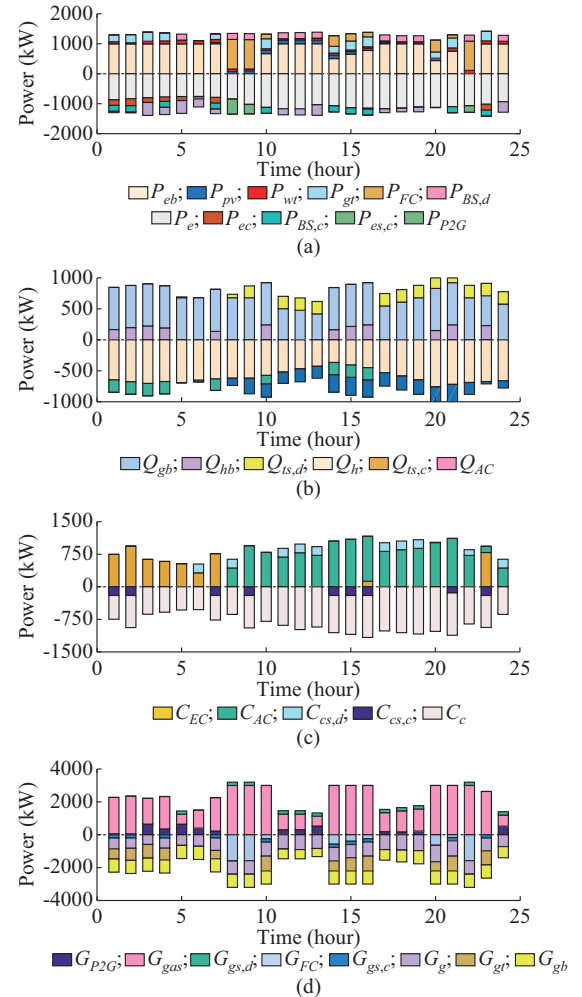 2000
1000
0
-1000
-2000
Power (kW)
0 5 10 15 20 25
Time (hour)
P_eb; P_pv; P_wt; P_gt; P_FC; P_BS,d
P_e; P_ec; P_BS,c; P_es,c; P_P2G
(a)
1000
500
0
-500
-1000
Power (kW)
0 5 10 15 20 25
Time (hour)
Q_gb; Q_hb; Q_ts,d; Q_h; Q_ts,c; Q_AC
(b)
1500
750
0
-750
-1500
Power (kW)
0 5 10 15 20 25
Time (hour)
C_EC; C_AC; C_cs,d; C_cs,c; C_c
(c)
4000
2000
0
-2000
-4000
Power (kW)
0 5 10 15 20 25
Time (hour)
G_P2G; G_gas; G_gs,d; G_FC; G_gs,c; G_g; G_gt; G_gb
(d)